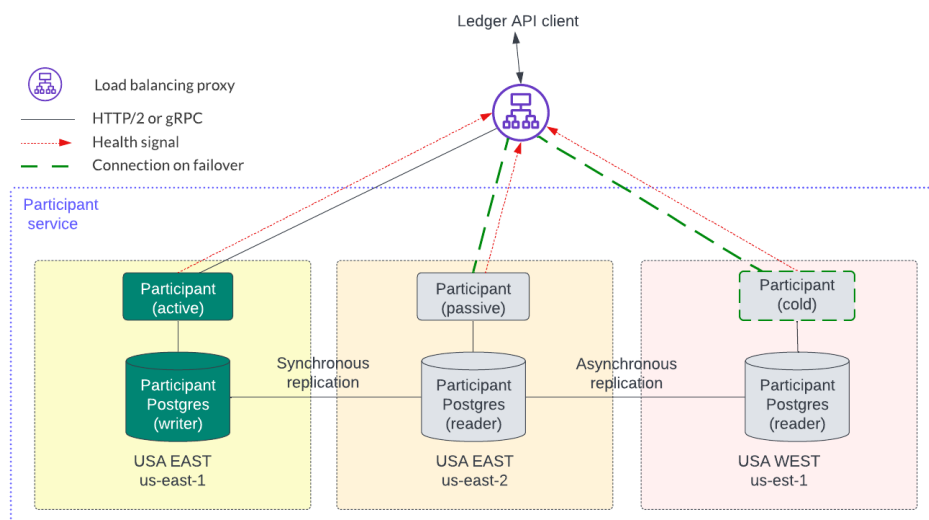 Ledger API client
Load balancing proxy
HTTP/2 or gRPC
Health signal
Connection on failover
Participant
service
Participant
(active)
Participant
(passive)
Participant
(cold)
Synchronous
replication
Asynchronous
replication
Participant
Postgres
(writer)
Participant
Postgres
(reader)
Participant
Postgres
(reader)
USA EAST
us-east-1
USA EAST
us-east-2
USA WEST
us-est-1